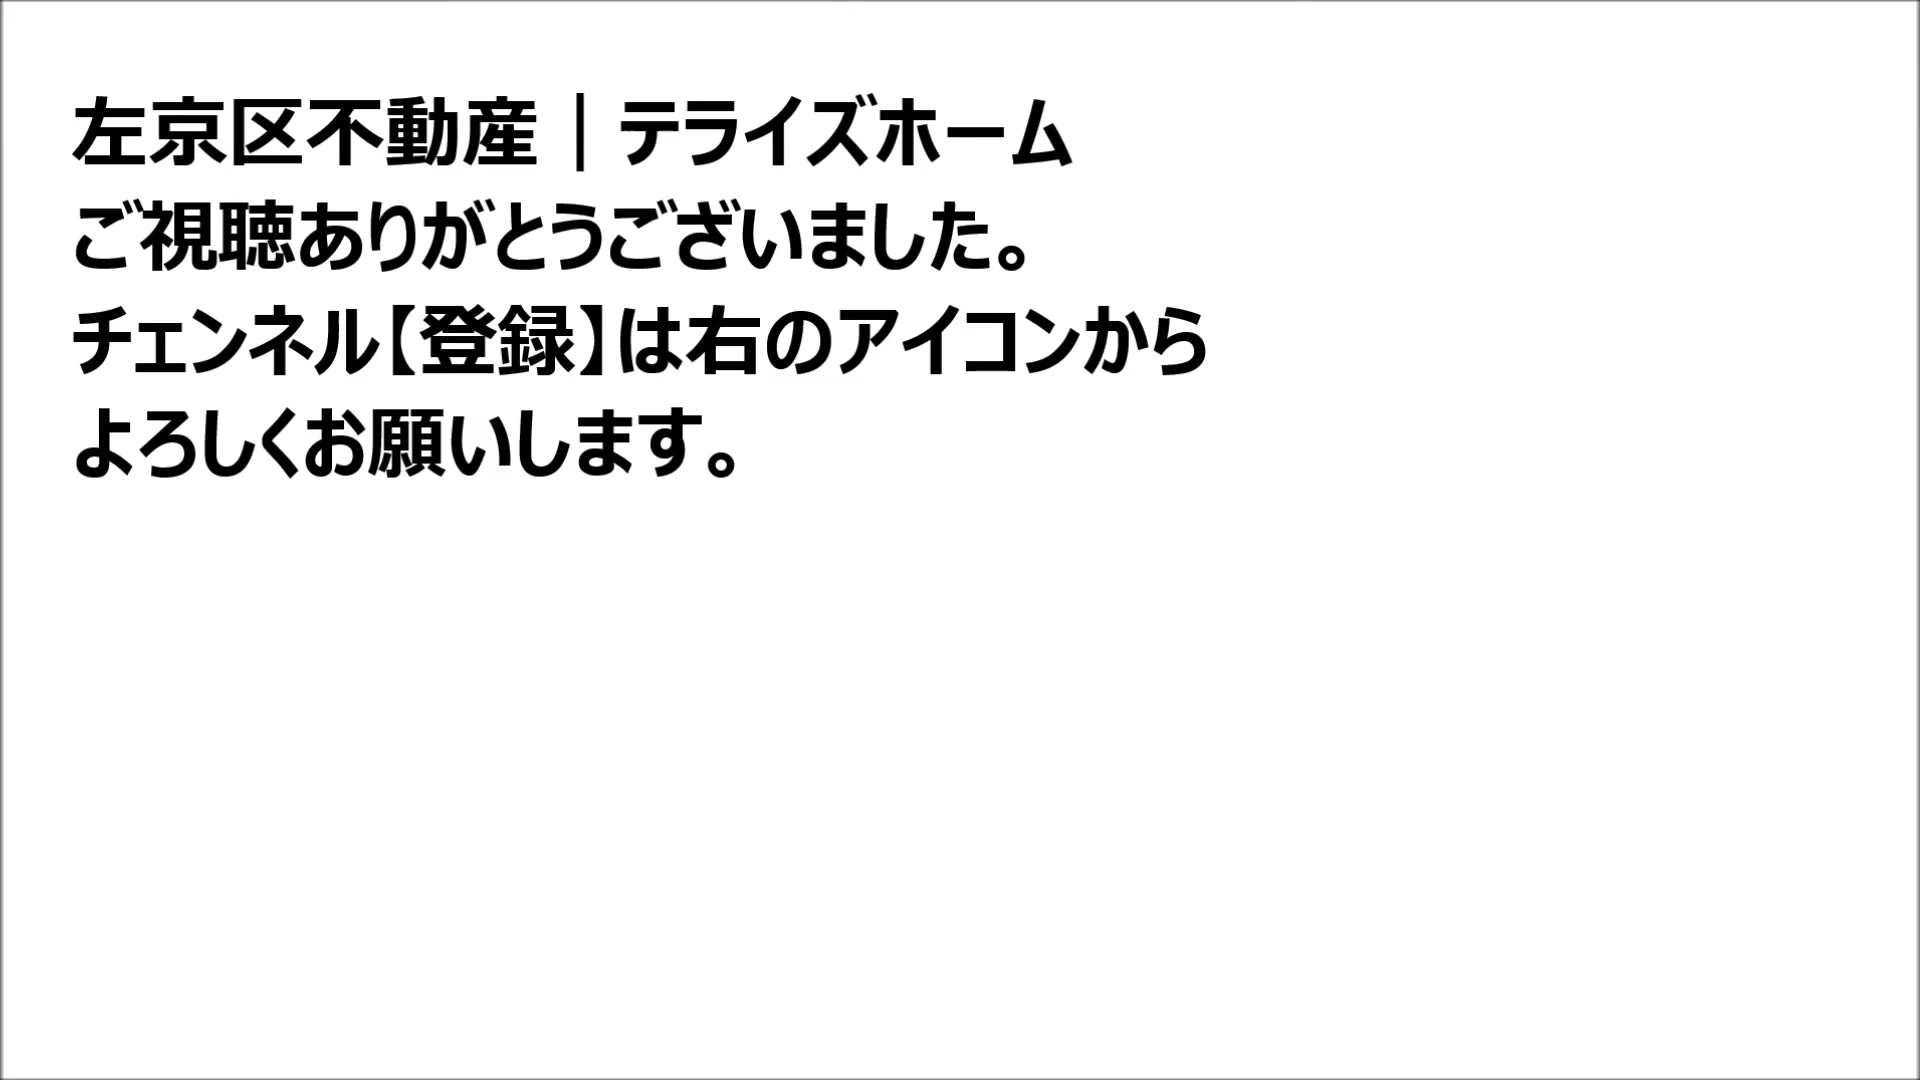 左京区不動産｜テライズホーム
ご視聴ありがとうございました。
チェンネル【登録】は右のアイコンから
よろしくお願いします。